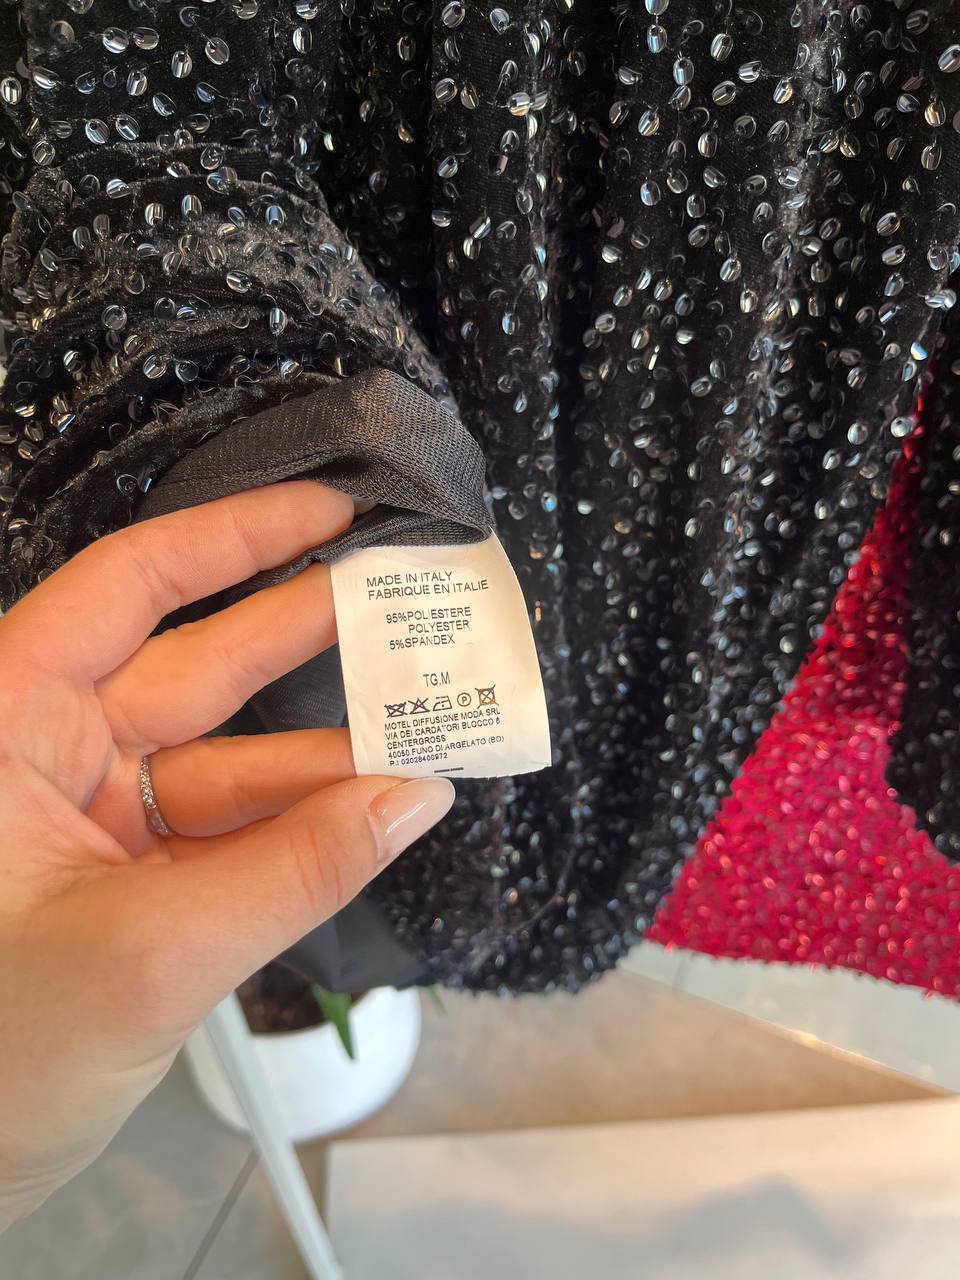 MADE IN ITALY
FABRIQUE EN ITALIE
95%POLIESTERE
POLYESTER
5%SPANDEX
TG.M
P
MOTEL DIFFUSIONE MODA SRL
VIA DEI CARDATORI BLOCCO 6
CENTERGROSS
40050 FUNO DI ARGELATO (BO)
P.I 02028400972